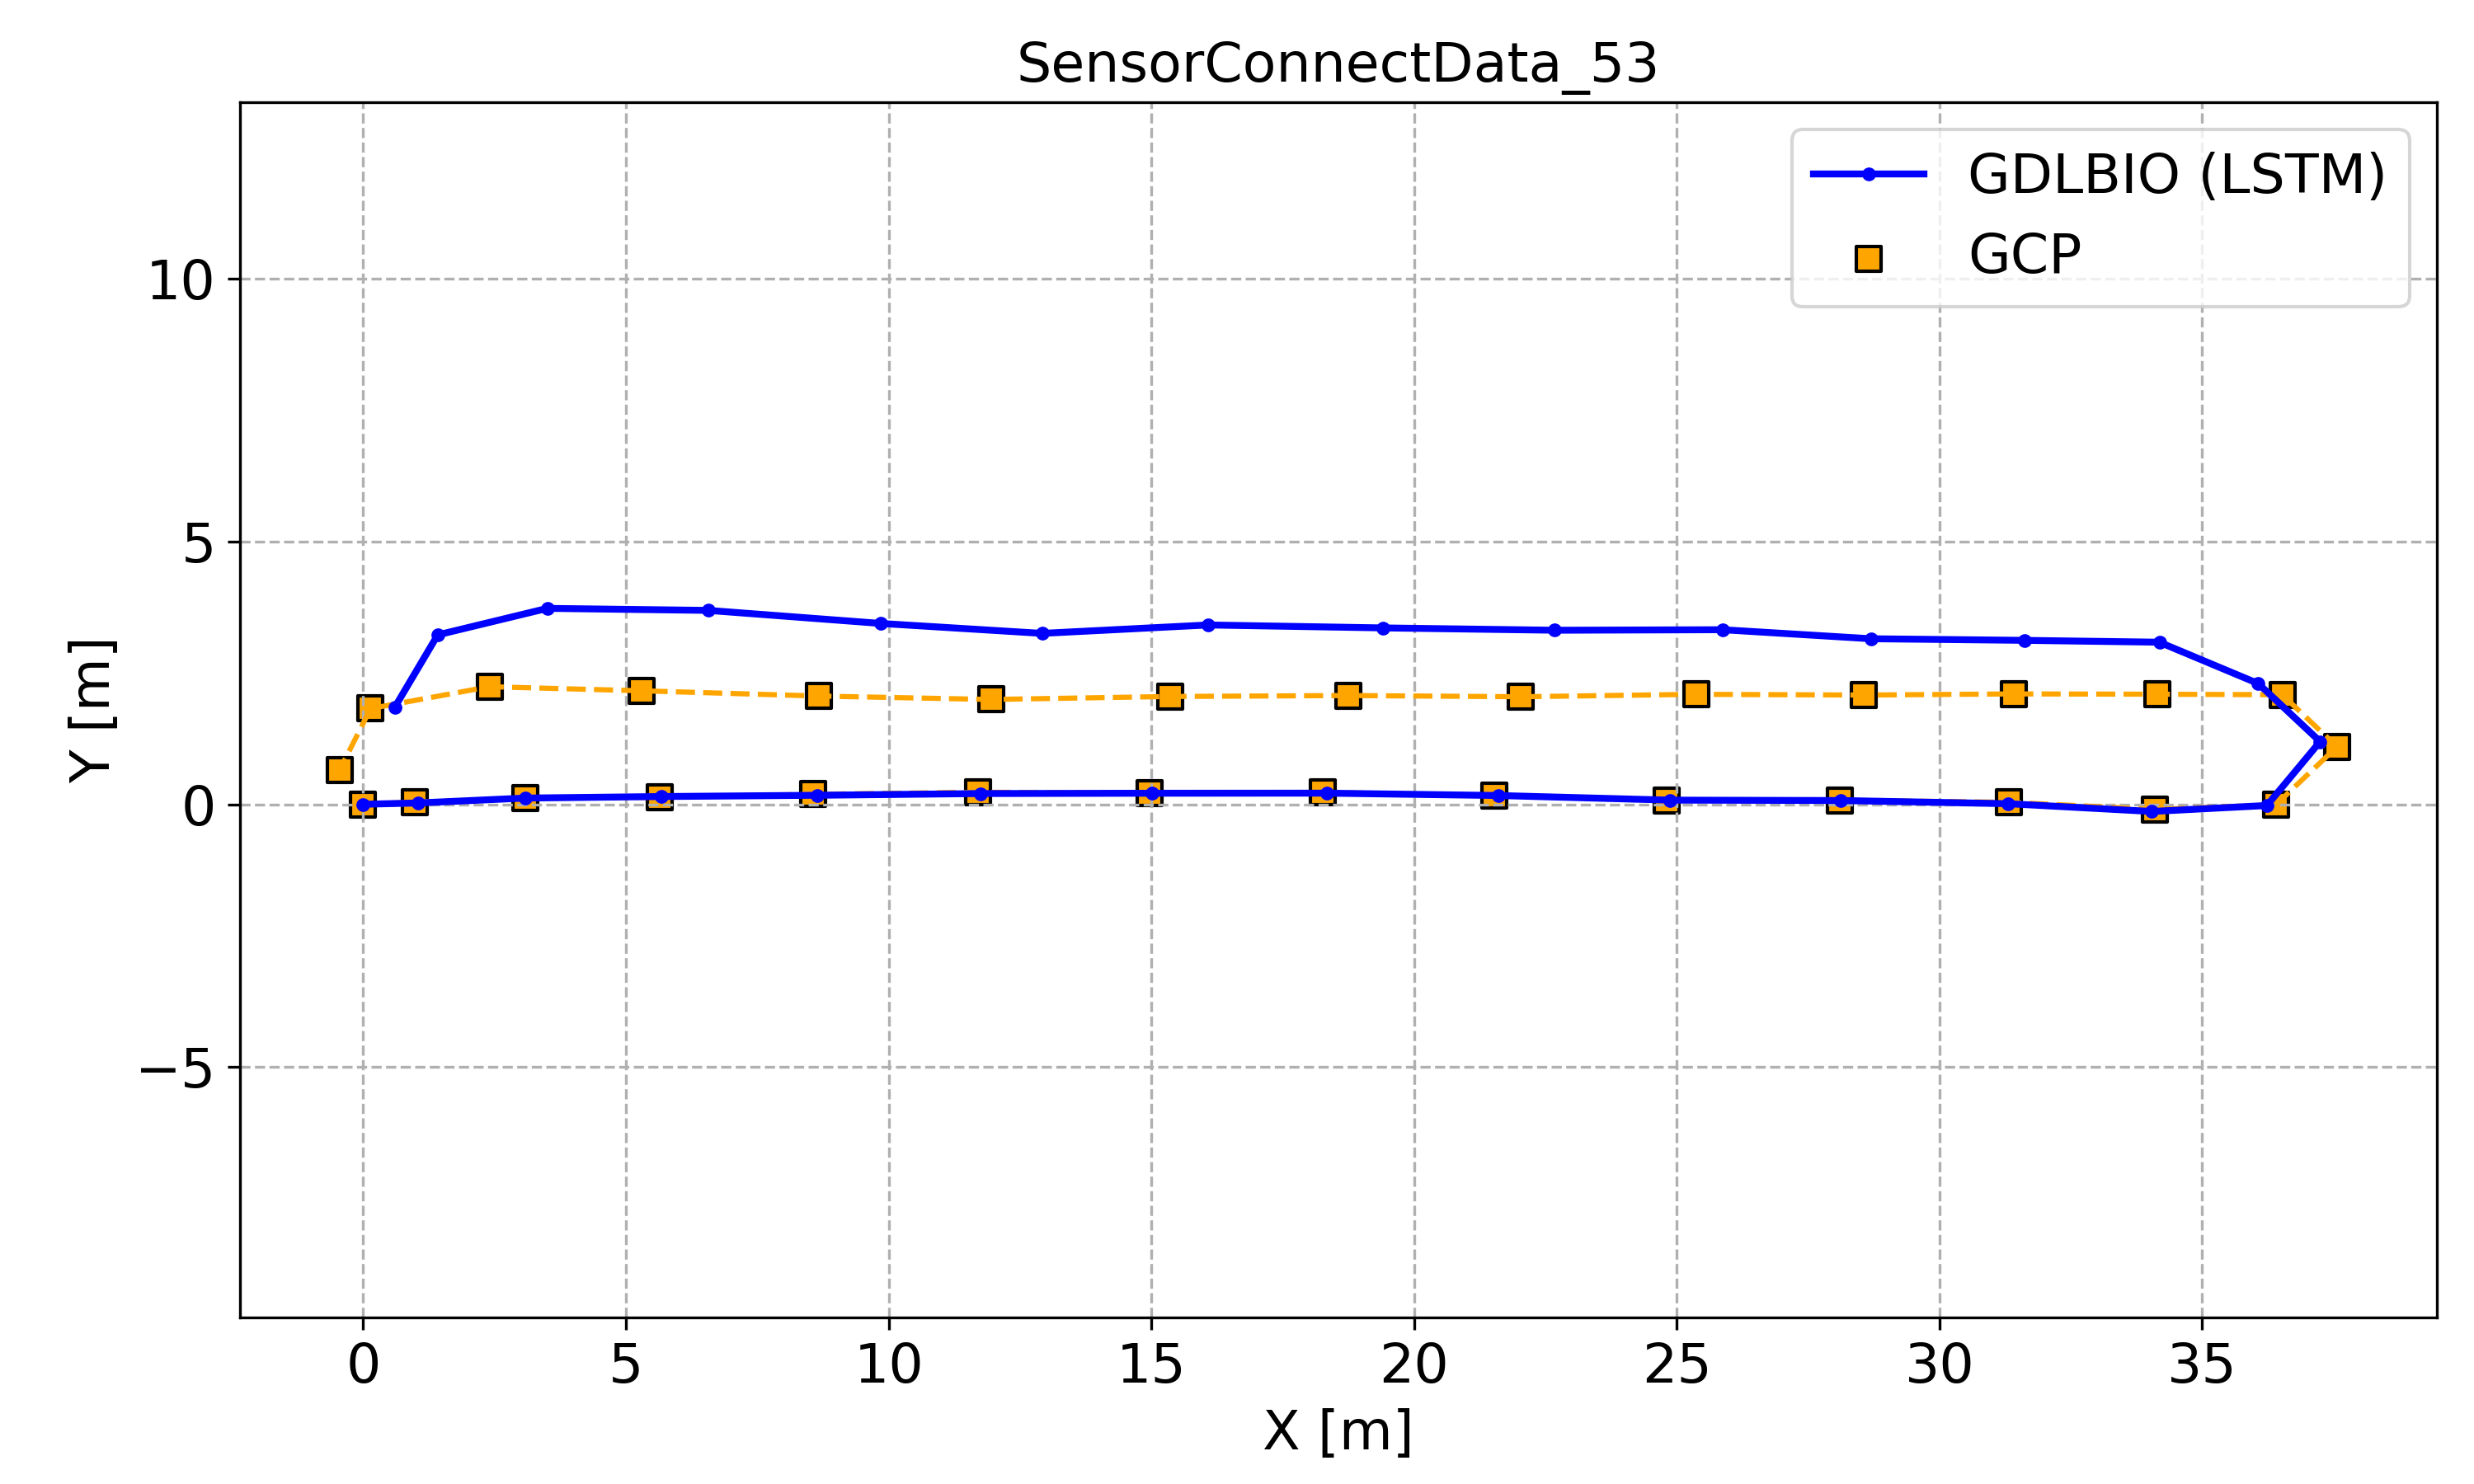 SensorConnectData_53
GDLBIO (LSTM)
GCP
10
5
0
−5
Y [m]
0 5 10 15 20 25 30 35
X [m]